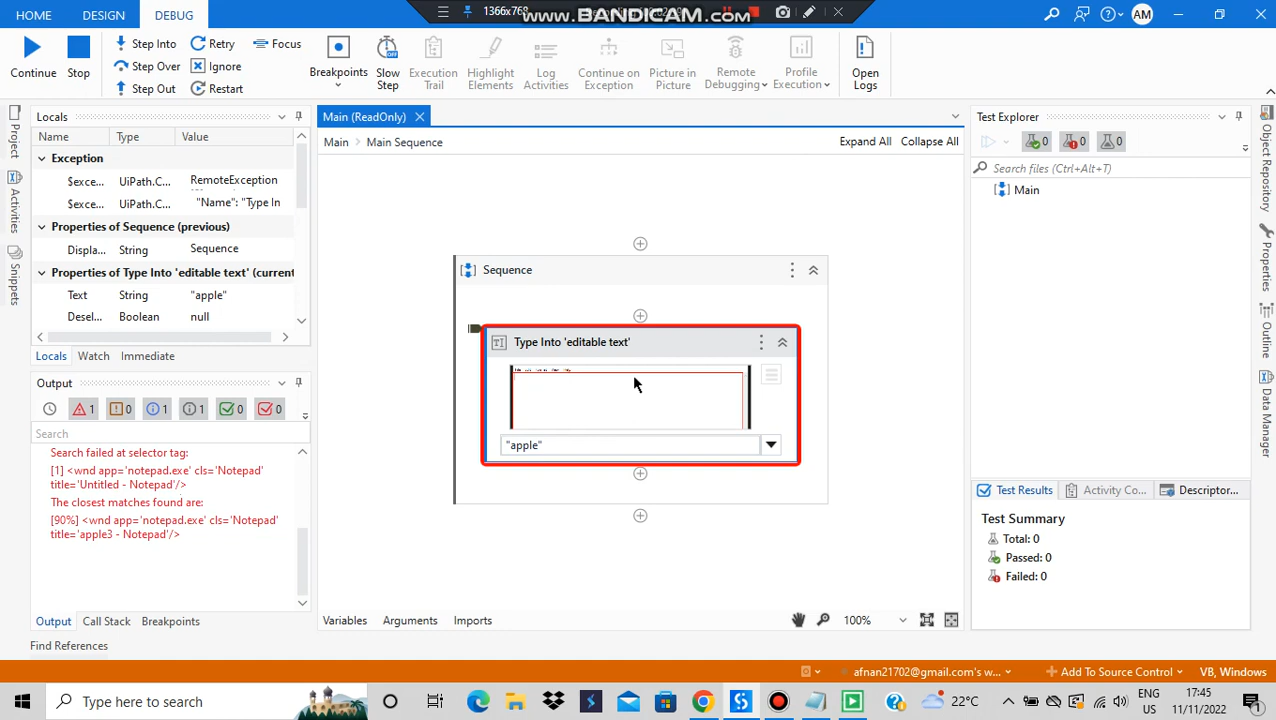 HOME DESIGN DEBUG
1366x768
www.BANDICAM.com
AM
Continue Stop
Step Into Retry Focus
Step Over Ignore
Step Out Restart
Breakpoints
Slow Step
Execution Trail
Highlight Elements
Log Activities
Continue on Exception
Picture in Picture
Remote Debugging
Profile Execution
Open Logs
Project
Activities
Snippets
Locals
Name Type Value
Exception
$exce... UiPath.C... RemoteException
$exce... UiPath.C... "Name": "Type In
Properties of Sequence (previous)
Displa... String Sequence
Properties of Type Into 'editable text' (current
Text String "apple"
Desel... Boolean null
Locals Watch Immediate
Output
1 0 1 1 0 0
Search
Search failed at selector tag:
[1] <wnd app='notepad.exe' cls='Notepad'
title='Untitled - Notepad'/>
The closest matches found are:
[90%] <wnd app='notepad.exe' cls='Notepad'
title='apple3 - Notepad'/>
Output Call Stack Breakpoints
Find References
Main (ReadOnly)
Main > Main Sequence Expand All Collapse All
Sequence
Type Into 'editable text'
"apple"
Variables Arguments Imports 100%
Test Explorer
0 0 0
Search files (Ctrl+Alt+T)
Main
Test Results Activity Co... Descriptor...
Test Summary
Total: 0
Passed: 0
Failed: 0
Object Repository
Properties
Outline
Data Manager
afnan21702@gmail.com's w... Add To Source Control VB, Windows
Type here to search
22°C
ENG
17:45
11/11/2022
1